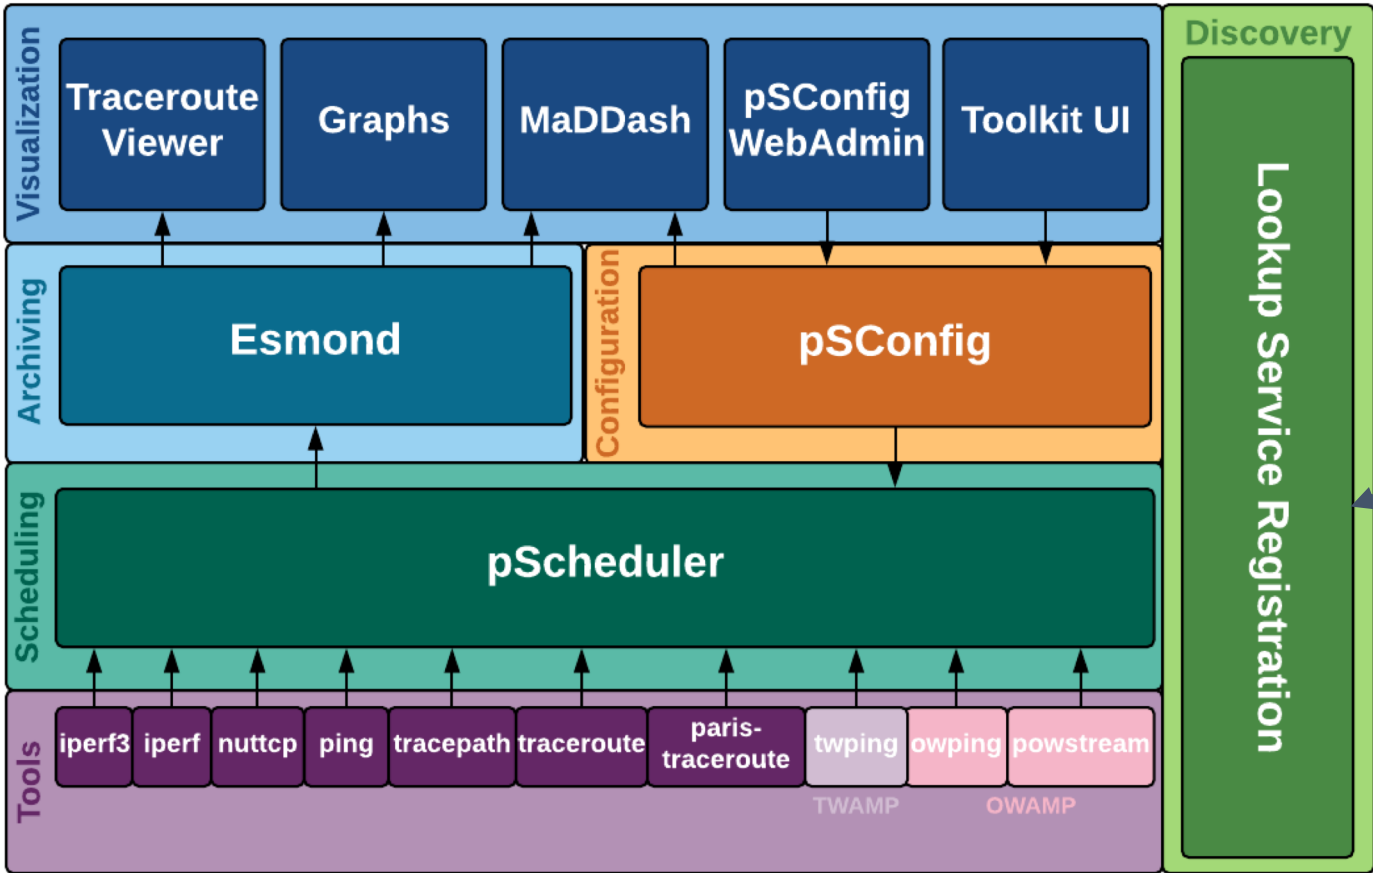 Visualization
Traceroute
Viewer
Graphs
MaDDash
pSConfig
WebAdmin
Toolkit UI
Discovery
Lookup Service Registration
Archiving
Esmond
Configuration
pSConfig
Scheduling
pScheduler
Tools
iperf3
iperf
nuttcp
ping
tracepath
traceroute
paris-
traceroute
twping
owping
powstream
TWAMP
OWAMP